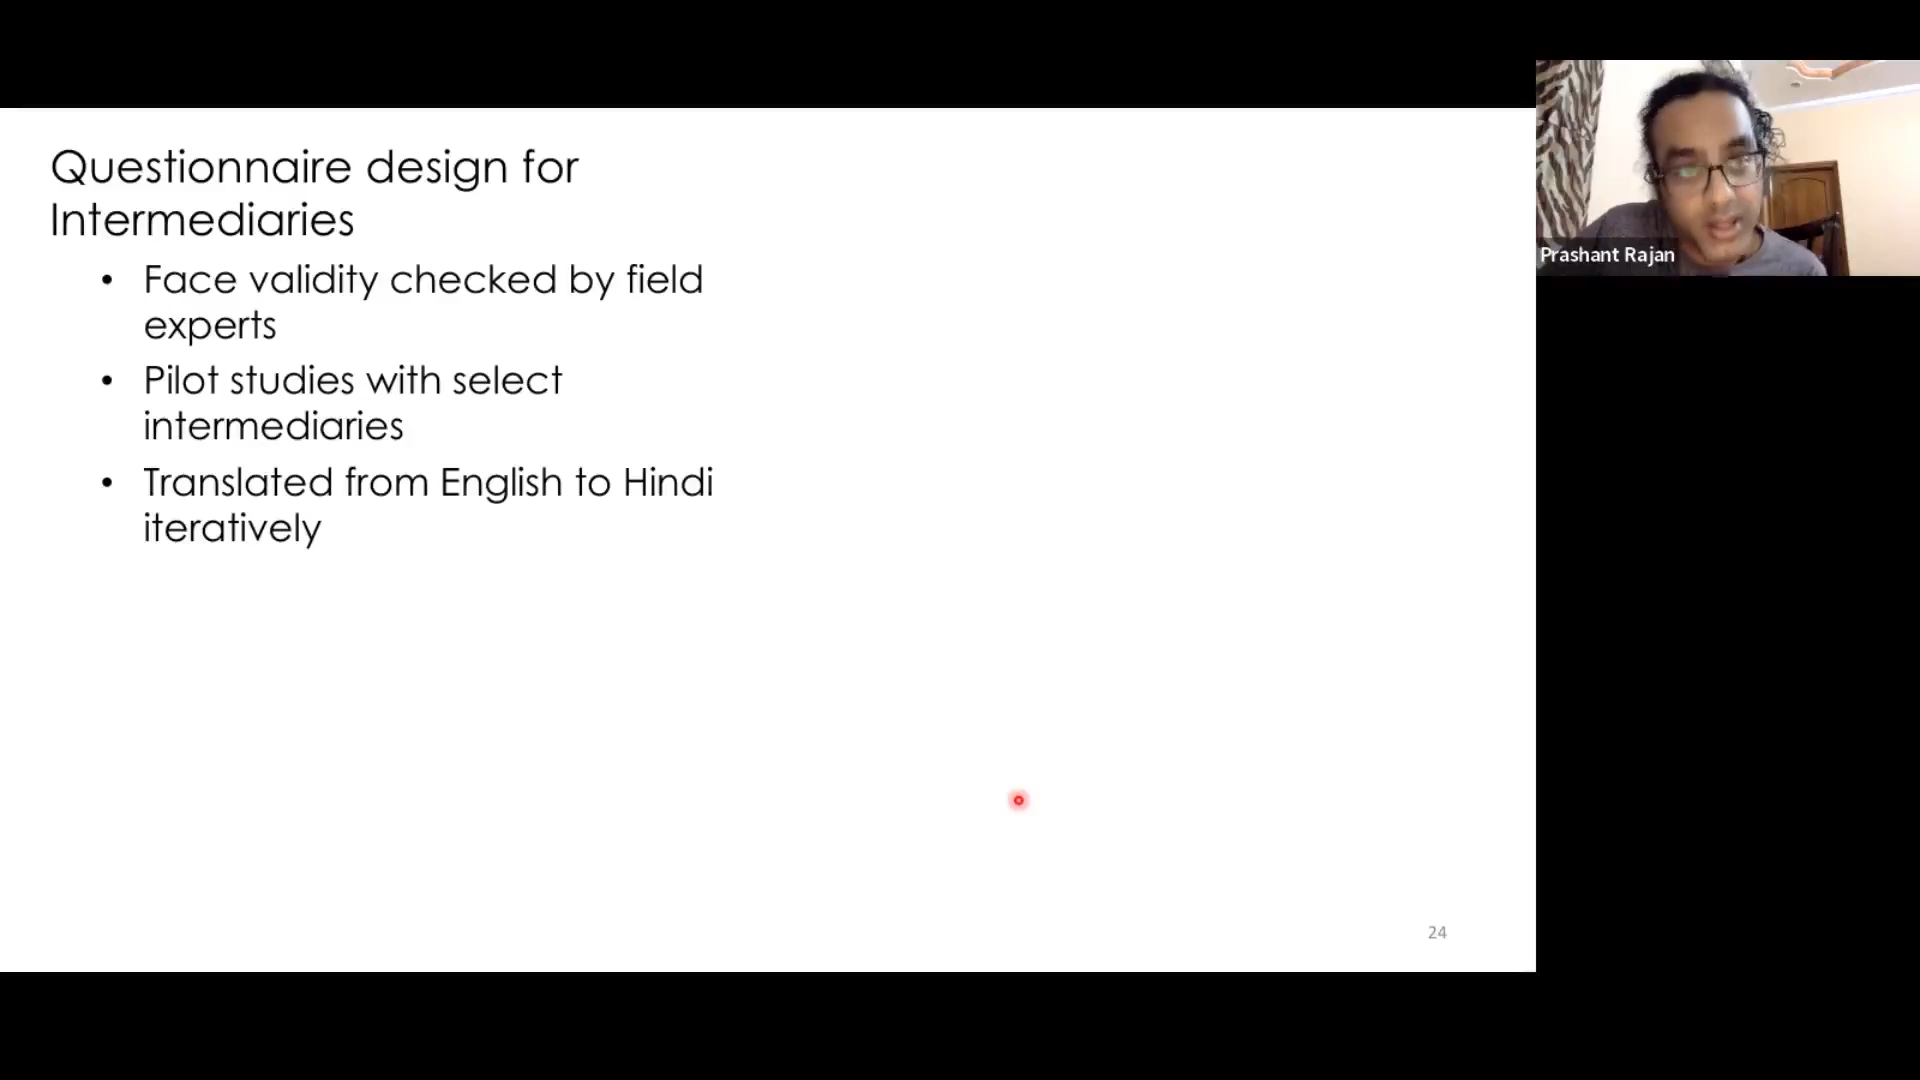 Questionnaire design for
Intermediaries
• Face validity checked by field
experts
• Pilot studies with select
intermediaries
• Translated from English to Hindi
iteratively
24
Prashant Rajan